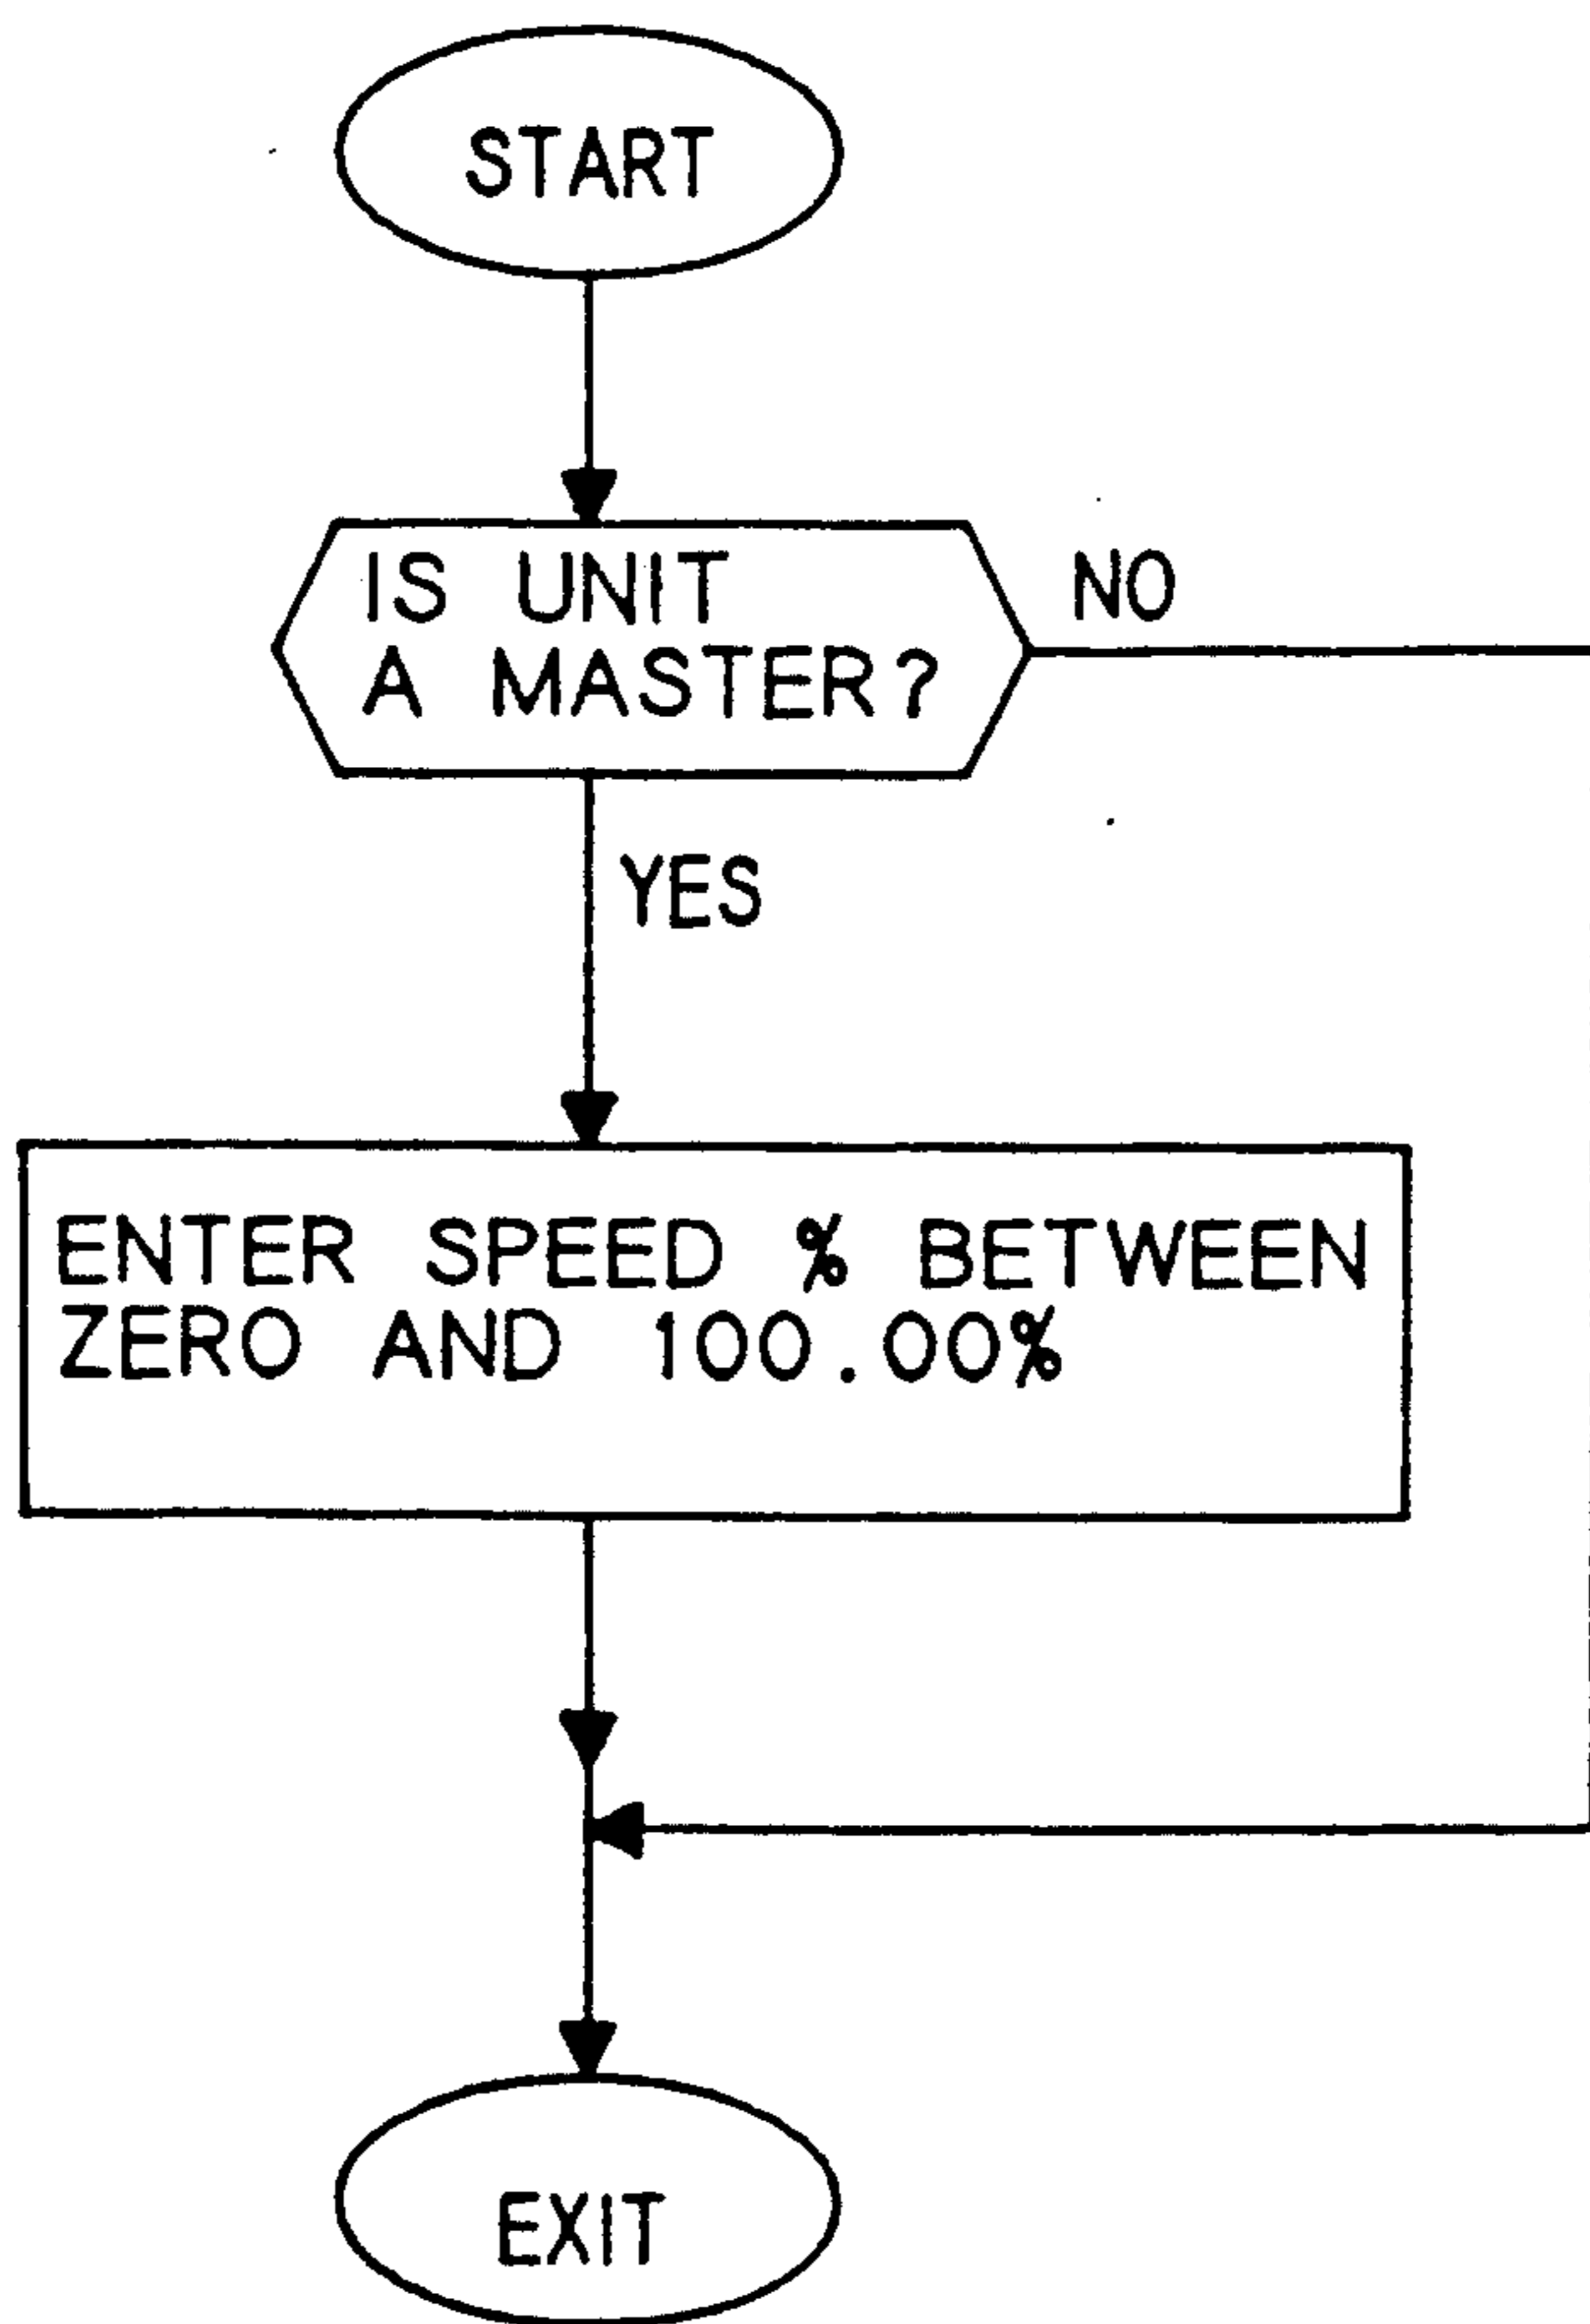 START
IS UNIT
A MASTER?
NO
YES
ENTER SPEED % BETWEEN
ZERO AND 100.00%
EXIT